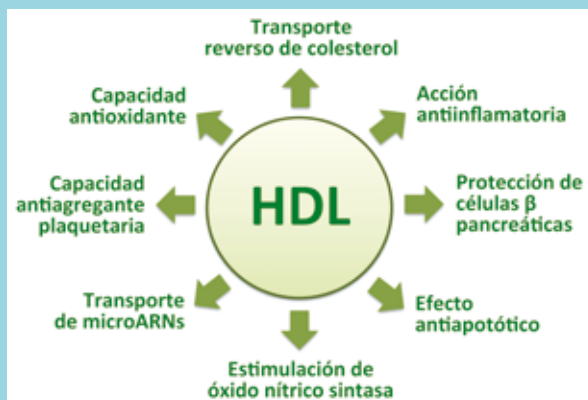 Transporte
reverso de colesterol
Acción
antiinflamatoria
Protección de
células β
pancreáticas
Efecto
antiapotótico
Estimulación de
óxido nítrico sintasa
Transporte
de microARNs
Capacidad
antiagregante
plaquetaria
Capacidad
antioxidante
HDL